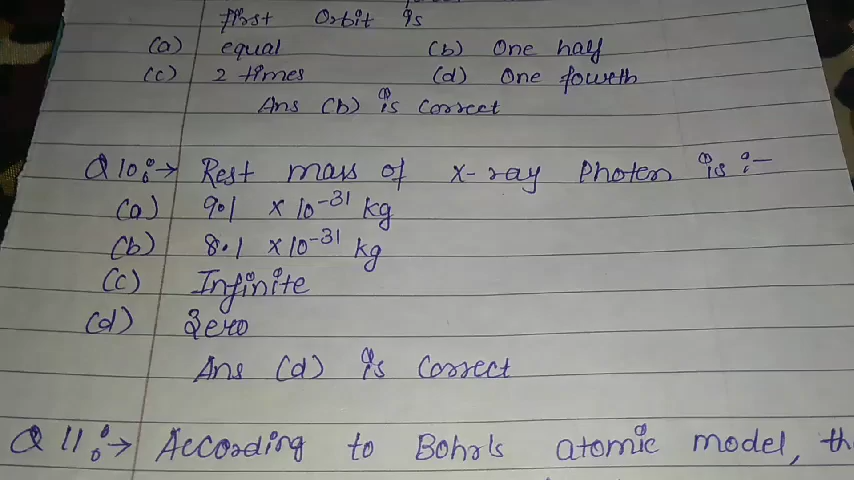 first Orbit is
(a) equal (b) One half
(c) 2 times (d) One fourth
Ans (b) is correct
Q 10:→ Rest mass of x-ray Photon is :-
(a) 9.1 × 10⁻³¹ kg
(b) 8.1 × 10⁻³¹ kg
(c) Infinite
(d) Zero
Ans (d) is correct
Q 11:→ According to Bohr's atomic model, th